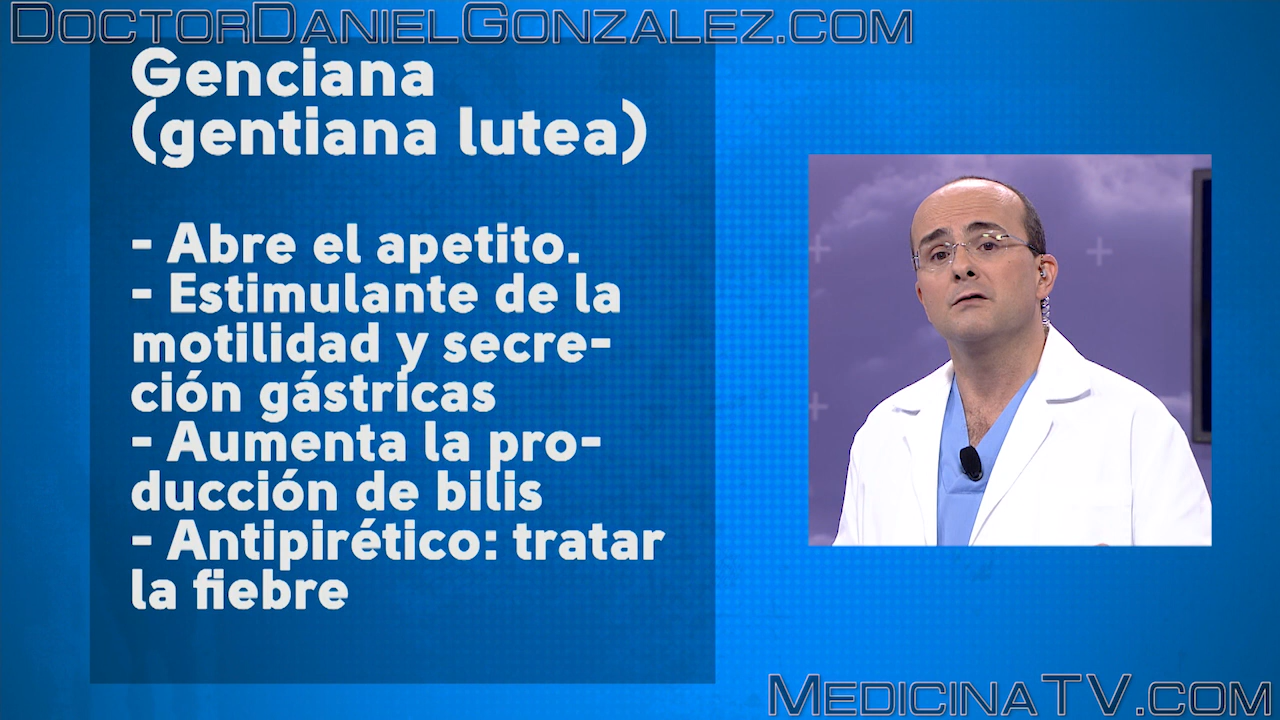 DOCTORDANIELGONZALEZ.COM
Genciana
(gentiana lutea)
- Abre el apetito.
- Estimulante de la
motilidad y secre-
ción gástricas
- Aumenta la pro-
ducción de bilis
- Antipirético: tratar
la fiebre
MEDICINATV.COM